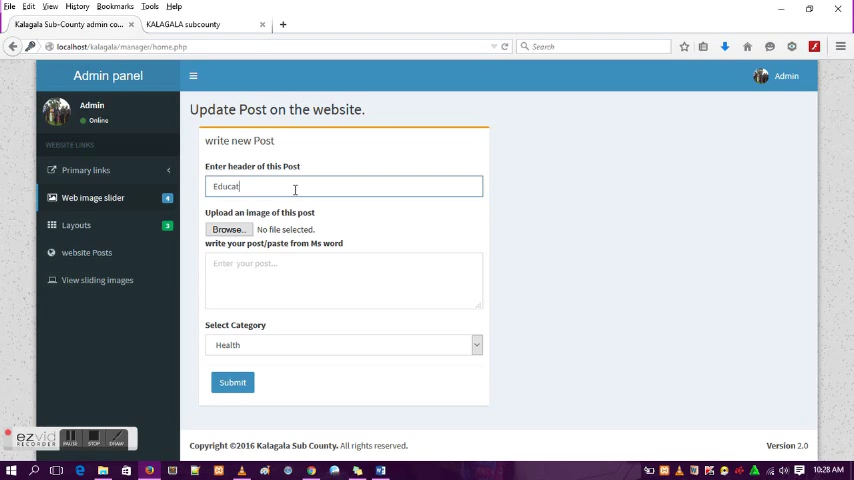 File Edit View History Bookmarks Tools Help
Kalagala Sub-County admin co...
KALAGALA subcounty
localhost/kalagala/manager/home.php
Search
Admin panel
Admin
Admin
Online
WEBSITE LINKS
Primary links
Web image slider 4
Layouts 3
website Posts
View sliding images
Update Post on the website.
write new Post
Enter header of this Post
Educat
Upload an image of this post
Browse.. No file selected.
write your post/paste from Ms word
Enter your post...
Select Category
Health
Submit
Copyright ©2016 Kalagala Sub County. All rights reserved.
Version 2.0
ezvid
RECORDER
PAUSE STOP DRAW
10:28 AM